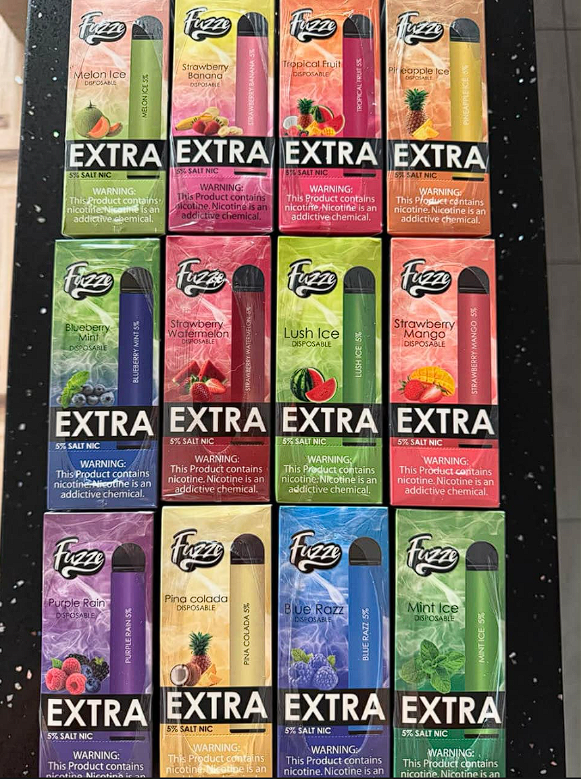 Fuzze
Melon Ice
DISPOSABLE
MELON ICE 5%
EXTRA
5% SALT NIC
WARNING:
This Product contains
nicotine. Nicotine is an
addictive chemical.
Fuzze
Strawberry
Banana
DISPOSABLE
STRAWBERRY BANANA 5%
EXTRA
5% SALT NIC
WARNING:
This Product contains
nicotine. Nicotine is an
addictive chemical.
Fuzze
Tropical Fruit
DISPOSABLE
TROPICAL FRUIT 5%
EXTRA
5% SALT NIC
WARNING:
This Product contains
nicotine. Nicotine is an
addictive chemical.
Fuzze
Pineapple Ice
DISPOSABLE
PINEAPPLE ICE 5%
EXTRA
5% SALT NIC
WARNING:
This Product contains
nicotine. Nicotine is an
addictive chemical.
Fuzze
Blueberry
Mint
DISPOSABLE
BLUEBERRY MINT 5%
EXTRA
5% SALT NIC
WARNING:
This Product contains
nicotine. Nicotine is an
addictive chemical.
Fuzze
Strawberry
Watermelon
DISPOSABLE
STRAWBERRY WATERMELON 5%
EXTRA
5% SALT NIC
WARNING:
This Product contains
nicotine. Nicotine is an
addictive chemical.
Fuzze
Lush Ice
DISPOSABLE
LUSH ICE 5%
EXTRA
5% SALT NIC
WARNING:
This Product contains
nicotine. Nicotine is an
addictive chemical.
Fuzze
Strawberry
Mango
DISPOSABLE
STRAWBERRY MANGO 5%
EXTRA
5% SALT NIC
WARNING:
This Product contains
nicotine. Nicotine is an
addictive chemical.
Fuzze
Purple Rain
DISPOSABLE
PURPLE RAIN 5%
EXTRA
5% SALT NIC
WARNING:
This Product contains
nicotine. Nicotine is an
Fuzze
Pina colada
DISPOSABLE
PINA COLADA 5%
EXTRA
5% SALT NIC
WARNING:
This Product contains
nicotine. Nicotine is an
Fuzze
Blue Razz
DISPOSABLE
BLUE RAZZ 5%
EXTRA
5% SALT NIC
WARNING:
This Product contains
nicotine. Nicotine is an
Fuzze
Mint Ice
DISPOSABLE
MINT ICE 5%
EXTRA
5% SALT NIC
WARNING:
This Product contains
nicotine. Nicotine is an